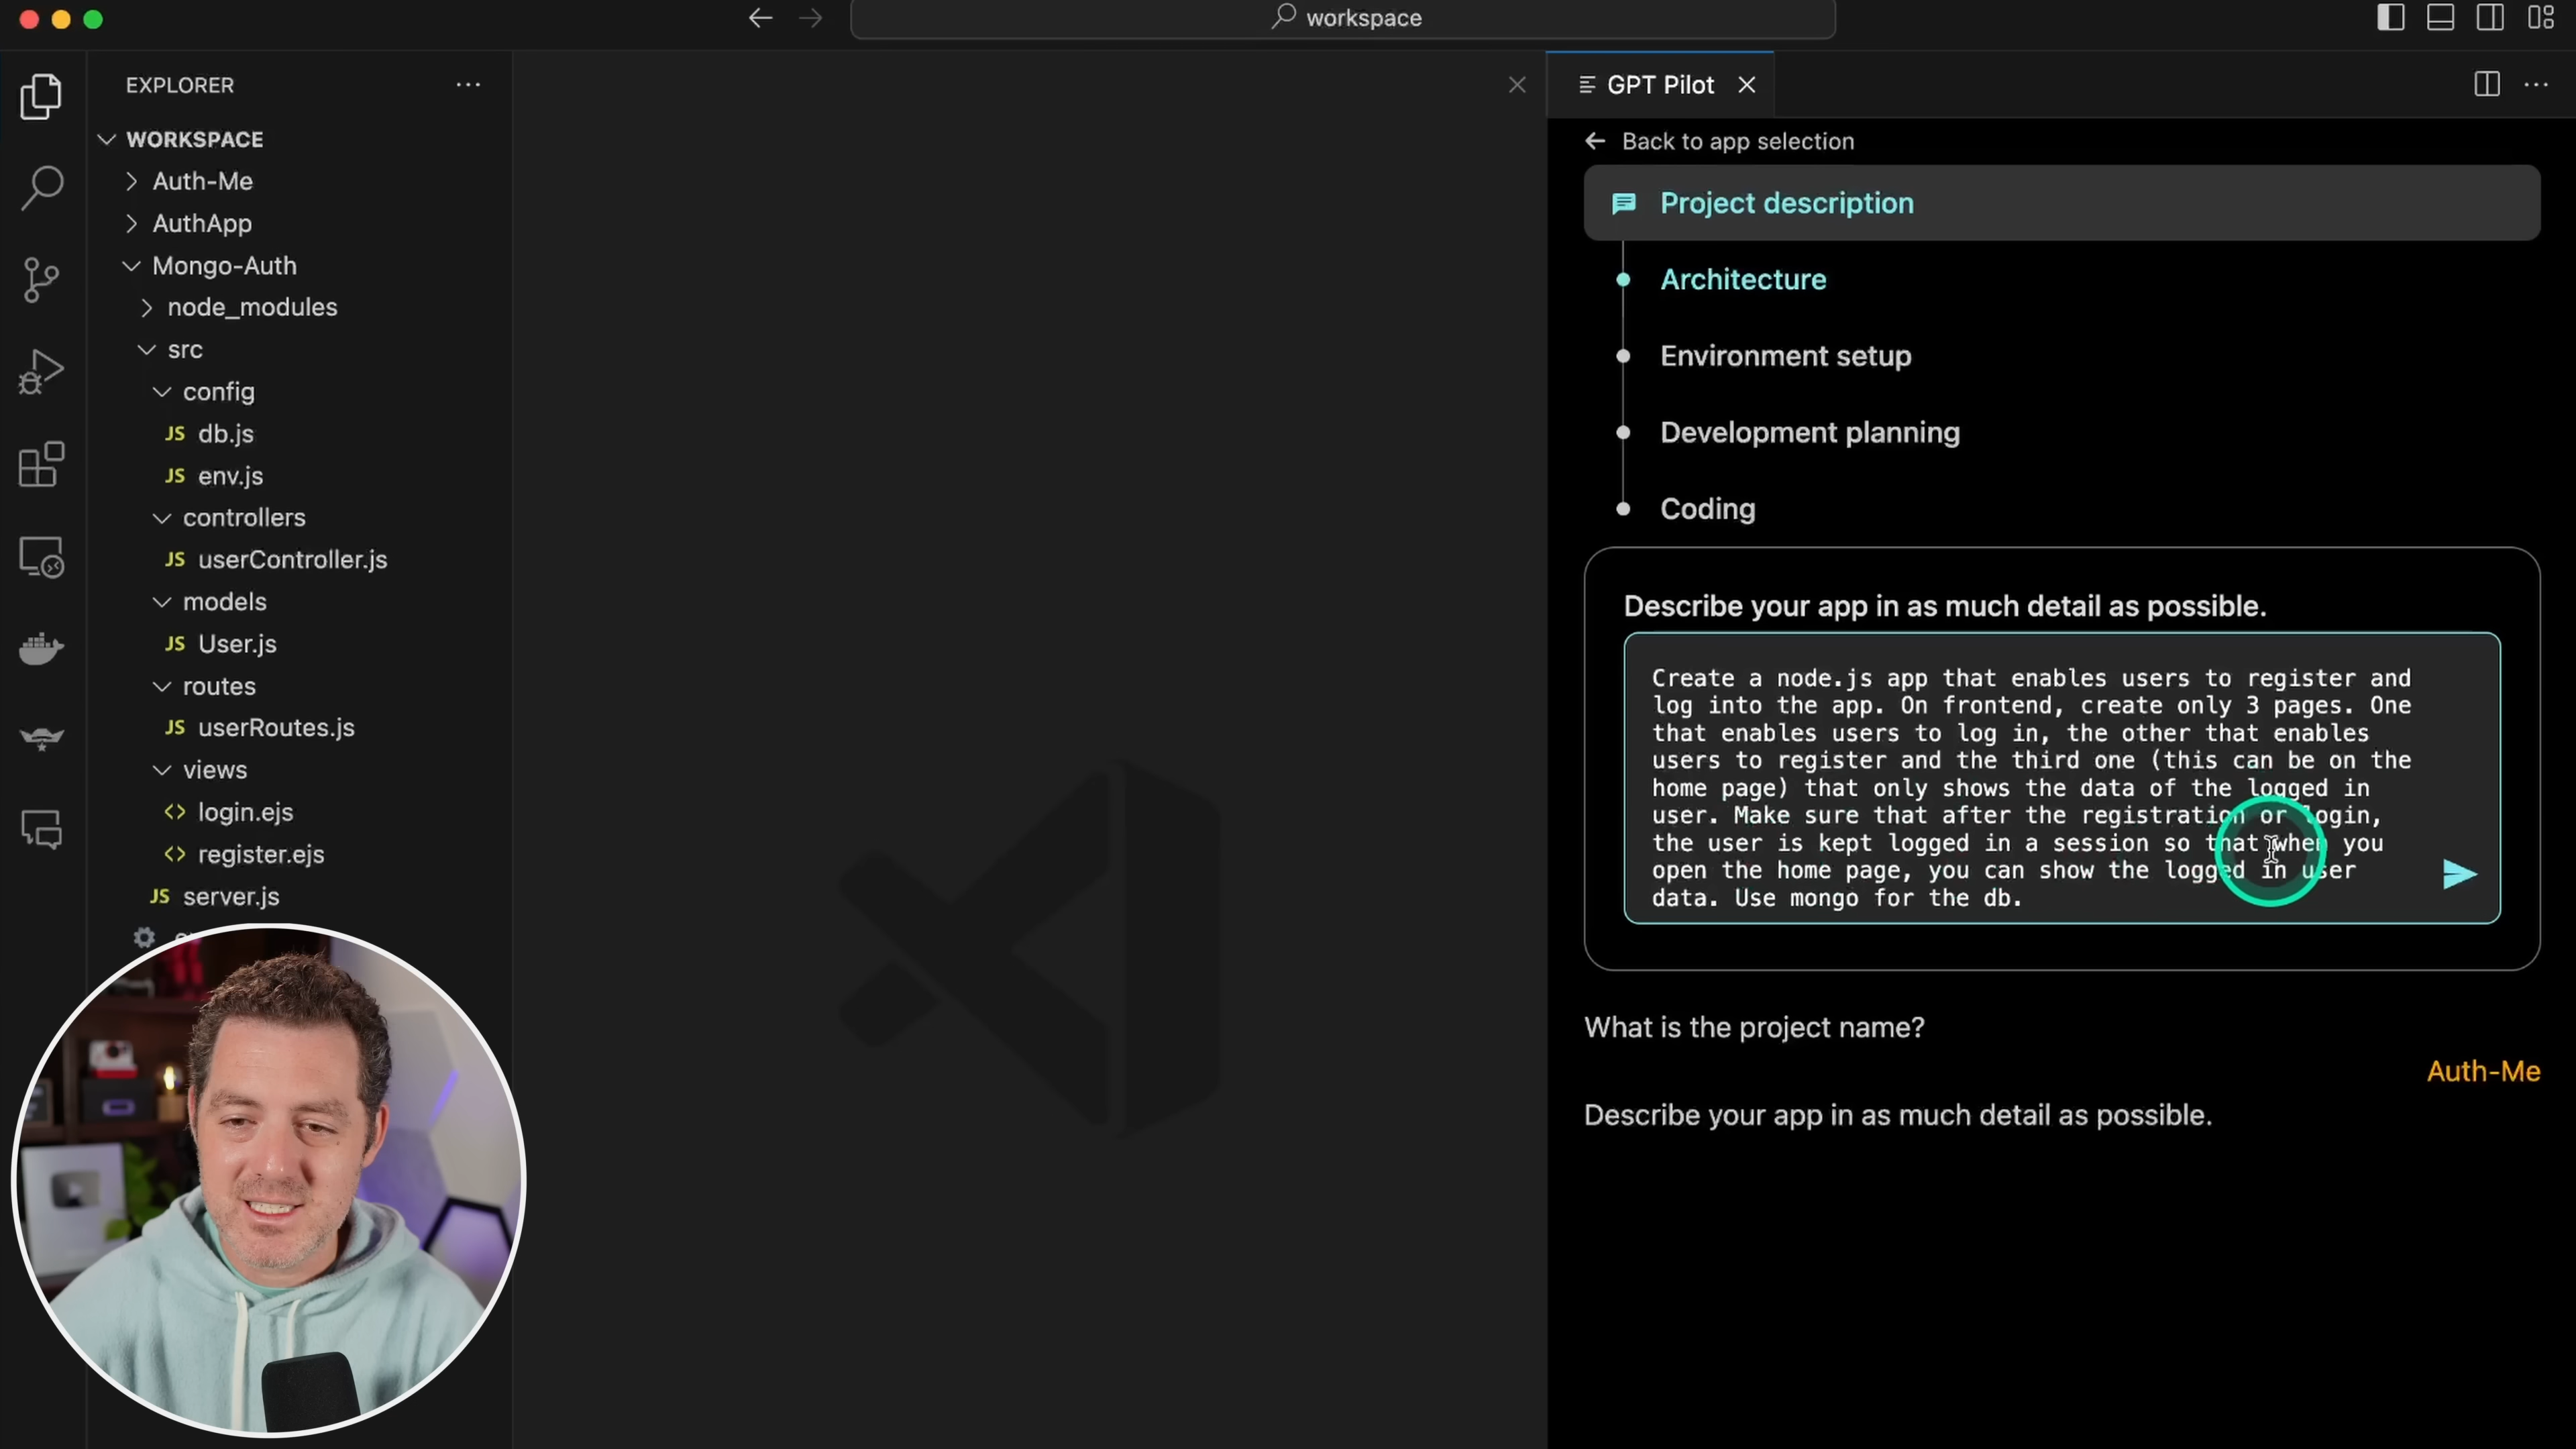 workspace
EXPLORER
WORKSPACE
Auth-Me
AuthApp
Mongo-Auth
node_modules
src
config
JS db.js
JS env.js
controllers
JS userController.js
models
JS User.js
routes
JS userRoutes.js
views
login.ejs
register.ejs
JS server.js
GPT Pilot
Back to app selection
Project description
Architecture
Environment setup
Development planning
Coding
Describe your app in as much detail as possible.
Create a node.js app that enables users to register and
log into the app. On frontend, create only 3 pages. One
that enables users to log in, the other that enables
users to register and the third one (this can be on the
home page) that only shows the data of the logged in
user. Make sure that after the registration or login,
the user is kept logged in a session so that when you
open the home page, you can show the logged in user
data. Use mongo for the db.
What is the project name?
Auth-Me
Describe your app in as much detail as possible.